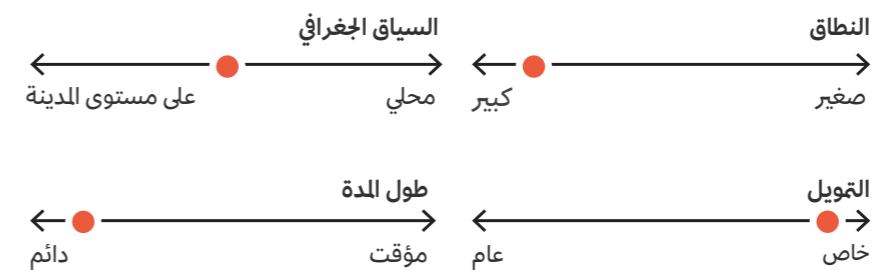 النطاق
صغير كبير
السياق الجغرافي
محلي على مستوى المدينة
التمويل
خاص عام
طول المدة
مؤقت دائم